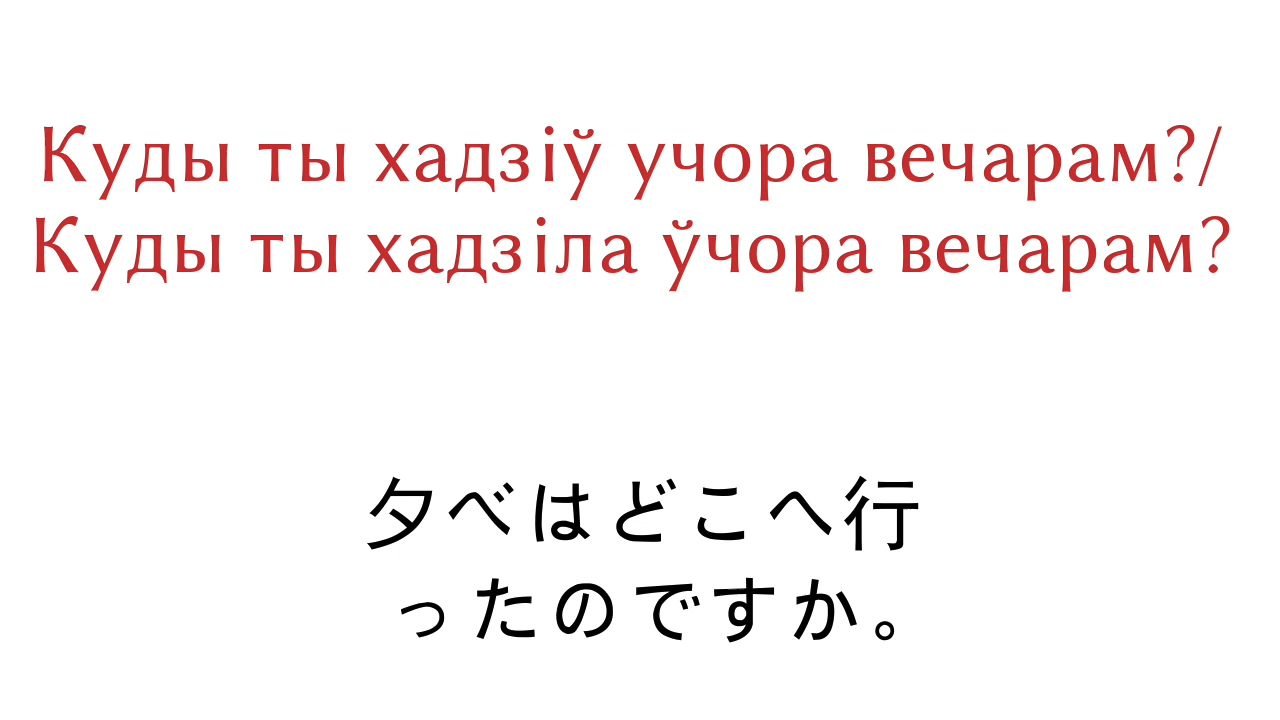 Куды ты хадзіў учора вечарам?/
Куды ты хадзіла ўчора вечарам?
夕べはどこへ行
ったのですか。